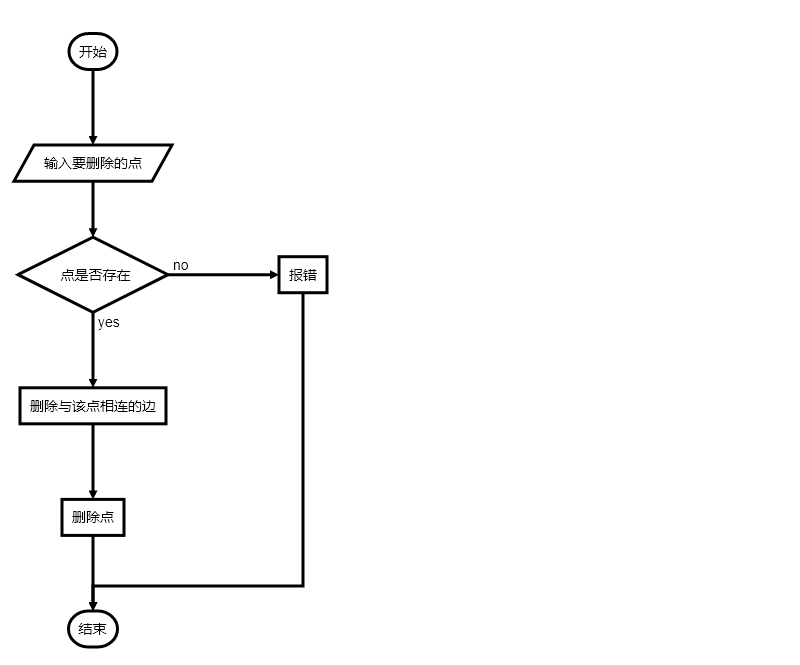 开始
输入要删除的点
点是否存在
no
报错
yes
删除与该点相连的边
删除点
结束